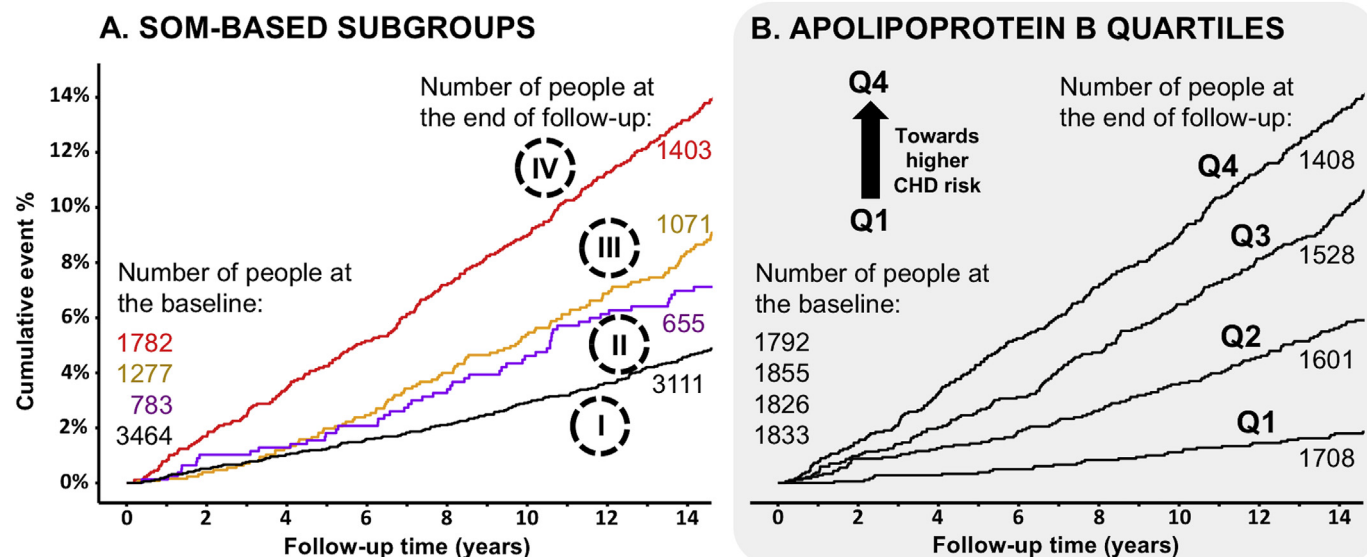 A. SOM-BASED SUBGROUPS
Cumulative event %
14%
12%
10%
8%
6%
4%
2%
0%
Number of people at
the end of follow-up:
1403
IV
1071
III
655
II
3111
I
Number of people at
the baseline:
1782
1277
783
3464
0 2 4 6 8 10 12 14
Follow-up time (years)
B. APOLIPOPROTEIN B QUARTILES
Q4
Towards
higher
CHD risk
Q1
Number of people at
the end of follow-up:
Q4
1408
Q3
1528
Q2
1601
Q1
1708
Number of people at
the baseline:
1792
1855
1826
1833
0 2 4 6 8 10 12 14
Follow-up time (years)